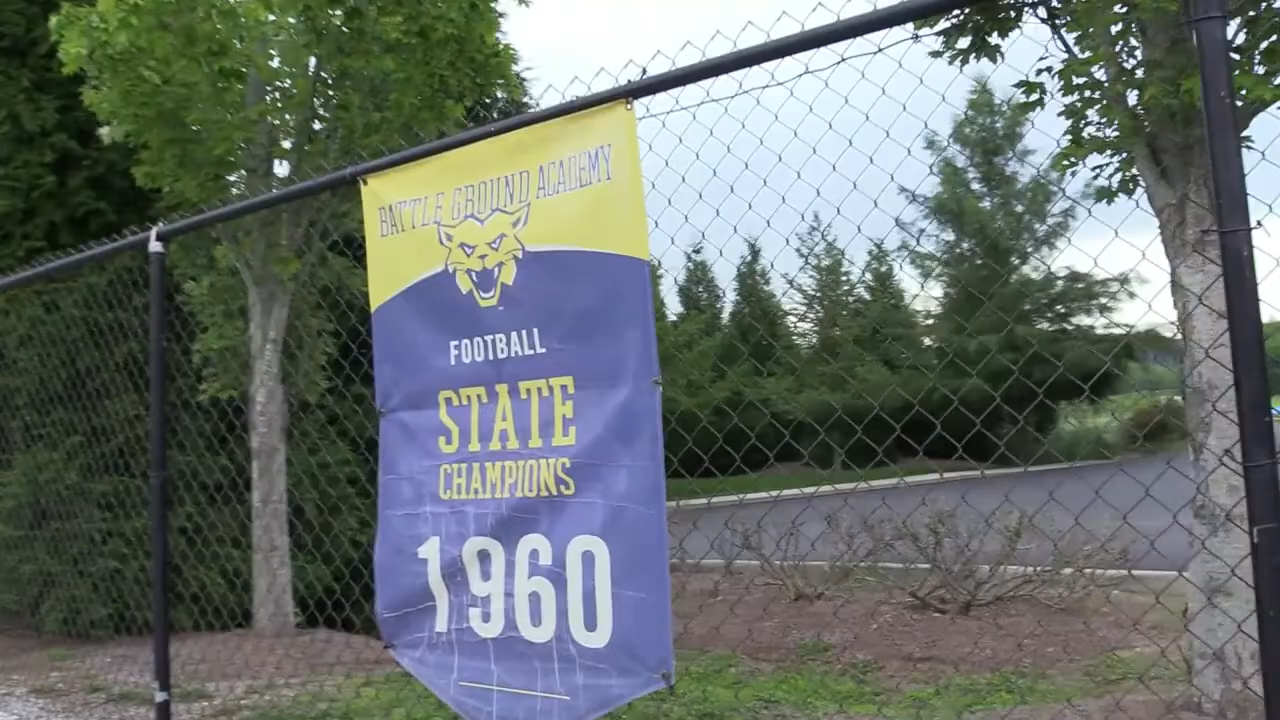 BATTLE GROUND ACADEMY
FOOTBALL
STATE
CHAMPIONS
1960